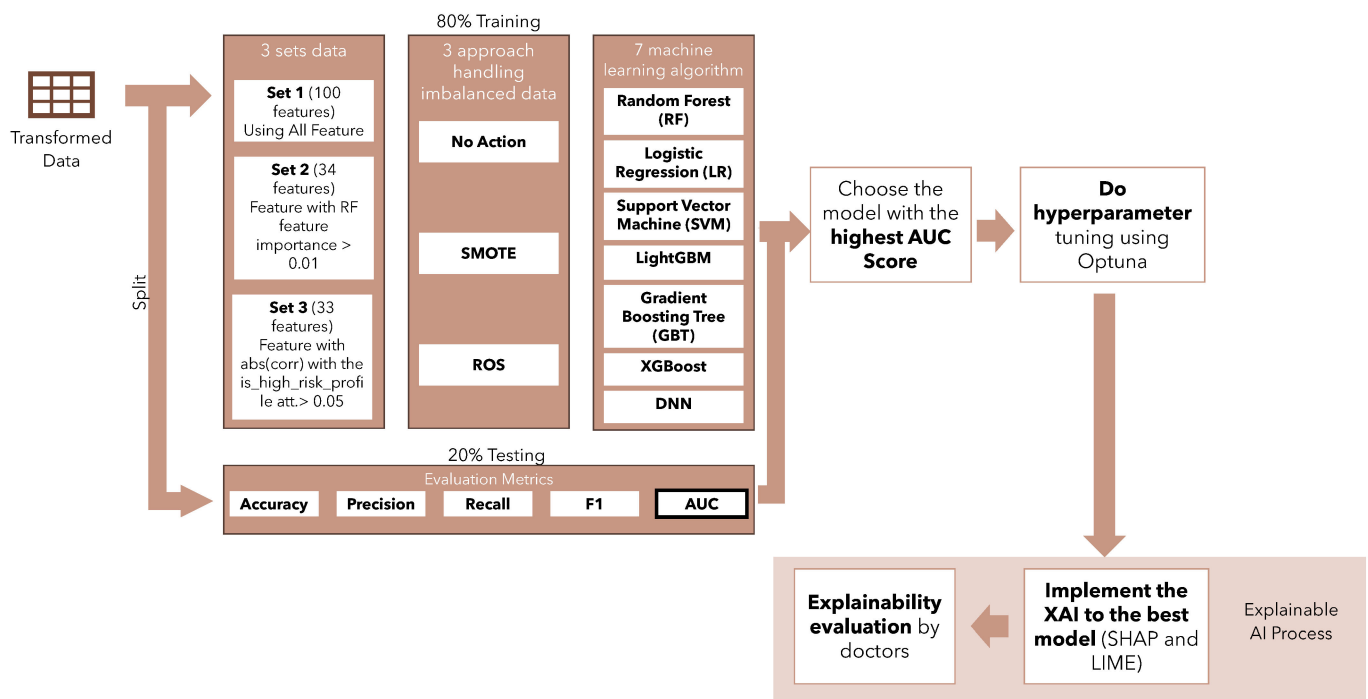 80% Training
3 sets data
Set 1 (100
features)
Using All Feature
Set 2 (34
features)
Feature with RF
feature
importance >
0.01
Set 3 (33
features)
Feature with
abs(corr) with the
is_high_risk_profi
le att.> 0.05
3 approach
handling
imbalanced data
No Action
SMOTE
ROS
7 machine
learning algorithm
Random Forest
(RF)
Logistic
Regression (LR)
Support Vector
Machine (SVM)
LightGBM
Gradient
Boosting Tree
(GBT)
XGBoost
DNN
Transformed
Data
Split
20% Testing
Evaluation Metrics
Accuracy
Precision
Recall
F1
AUC
Choose the
model with the
highest AUC
Score
Do
hyperparameter
tuning using
Optuna
Implement the
XAI to the best
model (SHAP and
LIME)
Explainability
evaluation by
doctors
Explainable
AI Process